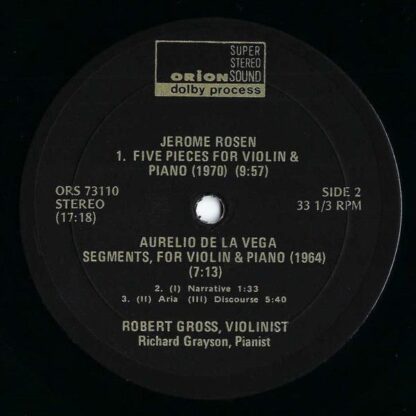 ORION
SUPER
STEREO
SOUND
dolby process
JEROME ROSEN
1. FIVE PIECES FOR VIOLIN &
PIANO (1970) (9:57)
ORS 73110
STEREO
(17:18)
SIDE 2
33 1/3 RPM
AURELIO DE LA VEGA
SEGMENTS, FOR VIOLIN & PIANO (1964)
(7:13)
2. (I) Narrative 1:33
3. (II) Aria (III) Discourse 5:40
ROBERT GROSS, VIOLINIST
Richard Grayson, Pianist